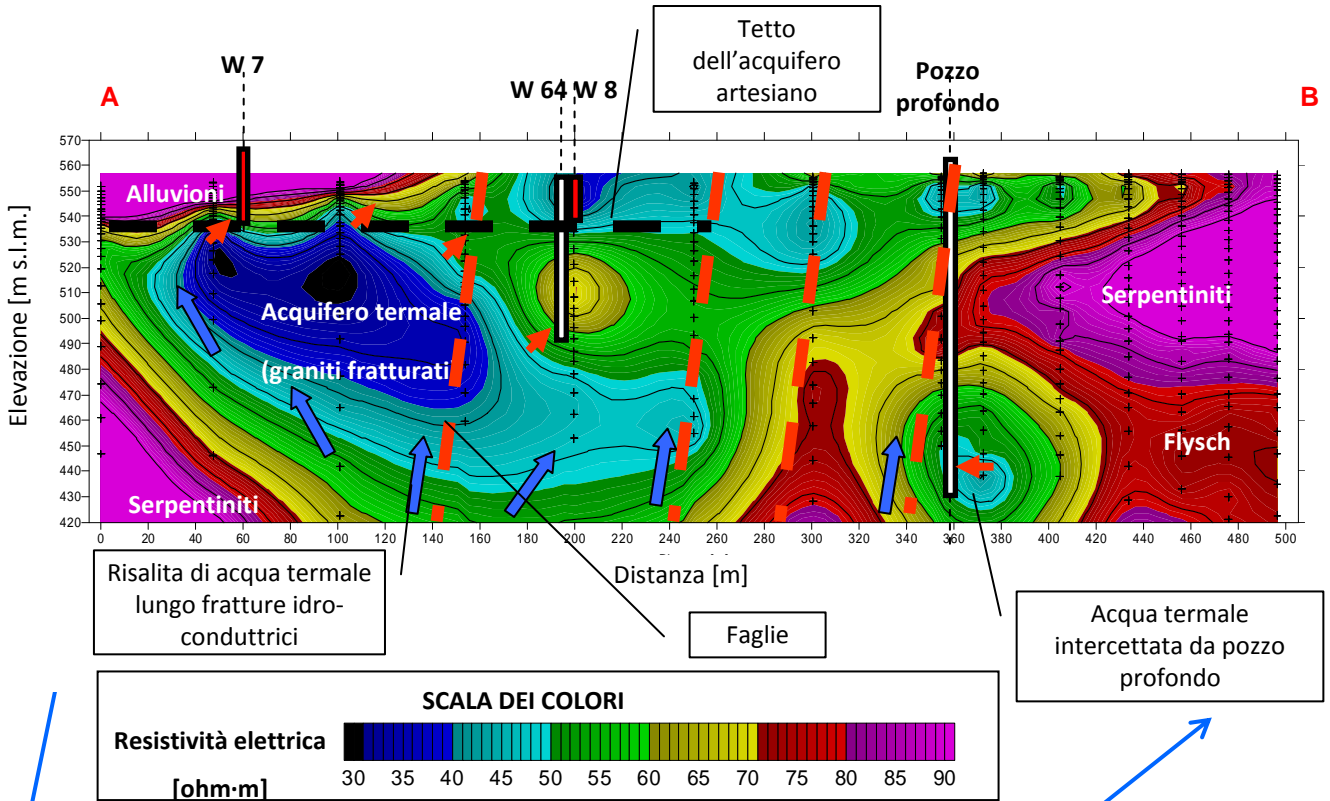 Tetto
dell’acquifero
artesiano
W 7
W 64 W 8
Pozzo
profondo
A
B
570
560
550
540
530
520
510
500
490
480
470
460
450
440
430
420
Elevazione [m s.l.m.]
Alluvioni
Acquifero termale
(graniti fratturati
Serpentiniti
Serpentiniti
Flysch
0 20 40 60 80 100 120 140 160 180 200 220 240 260 280 300 320 340 360 380 400 420 440 460 480 500
Distanza [m]
Risalita di acqua termale
lungo fratture idro-
conduttrici
Faglie
Acqua termale
intercettata da pozzo
profondo
SCALA DEI COLORI
Resistività elettrica
[ohm·m]
30 35 40 45 50 55 60 65 70 75 80 85 90